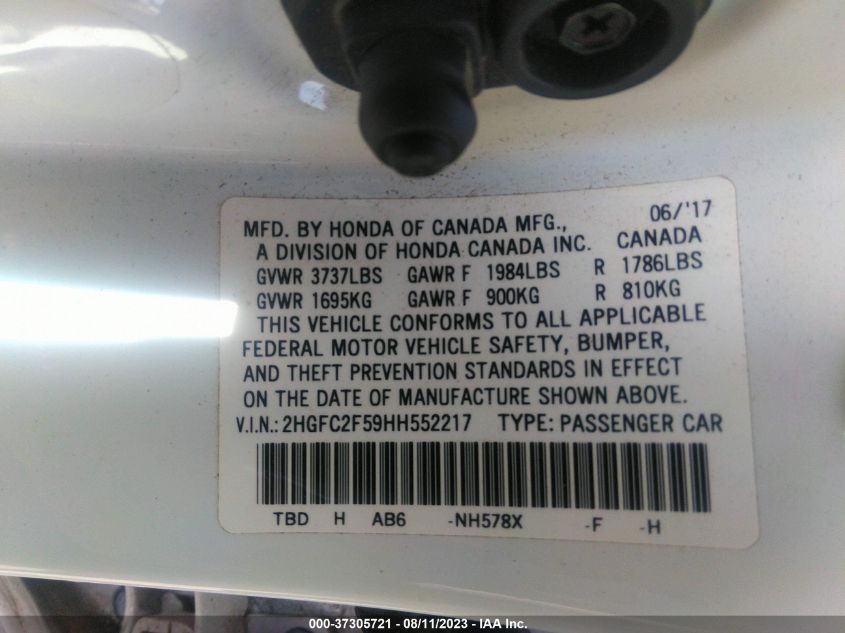 06/'17
MFD. BY HONDA OF CANADA MFG.,
A DIVISION OF HONDA CANADA INC. CANADA
GVWR 3737LBS GAWR F 1984LBS R 1786LBS
GVWR 1695KG GAWR F 900KG R 810KG
THIS VEHICLE CONFORMS TO ALL APPLICABLE
FEDERAL MOTOR VEHICLE SAFETY, BUMPER,
AND THEFT PREVENTION STANDARDS IN EFFECT
ON THE DATE OF MANUFACTURE SHOWN ABOVE.
V.I.N.: 2HGFC2F59HH552217 TYPE: PASSENGER CAR
TBD H AB6 -NH578X -F -H
000-37305721 - 08/11/2023 - IAA Inc.